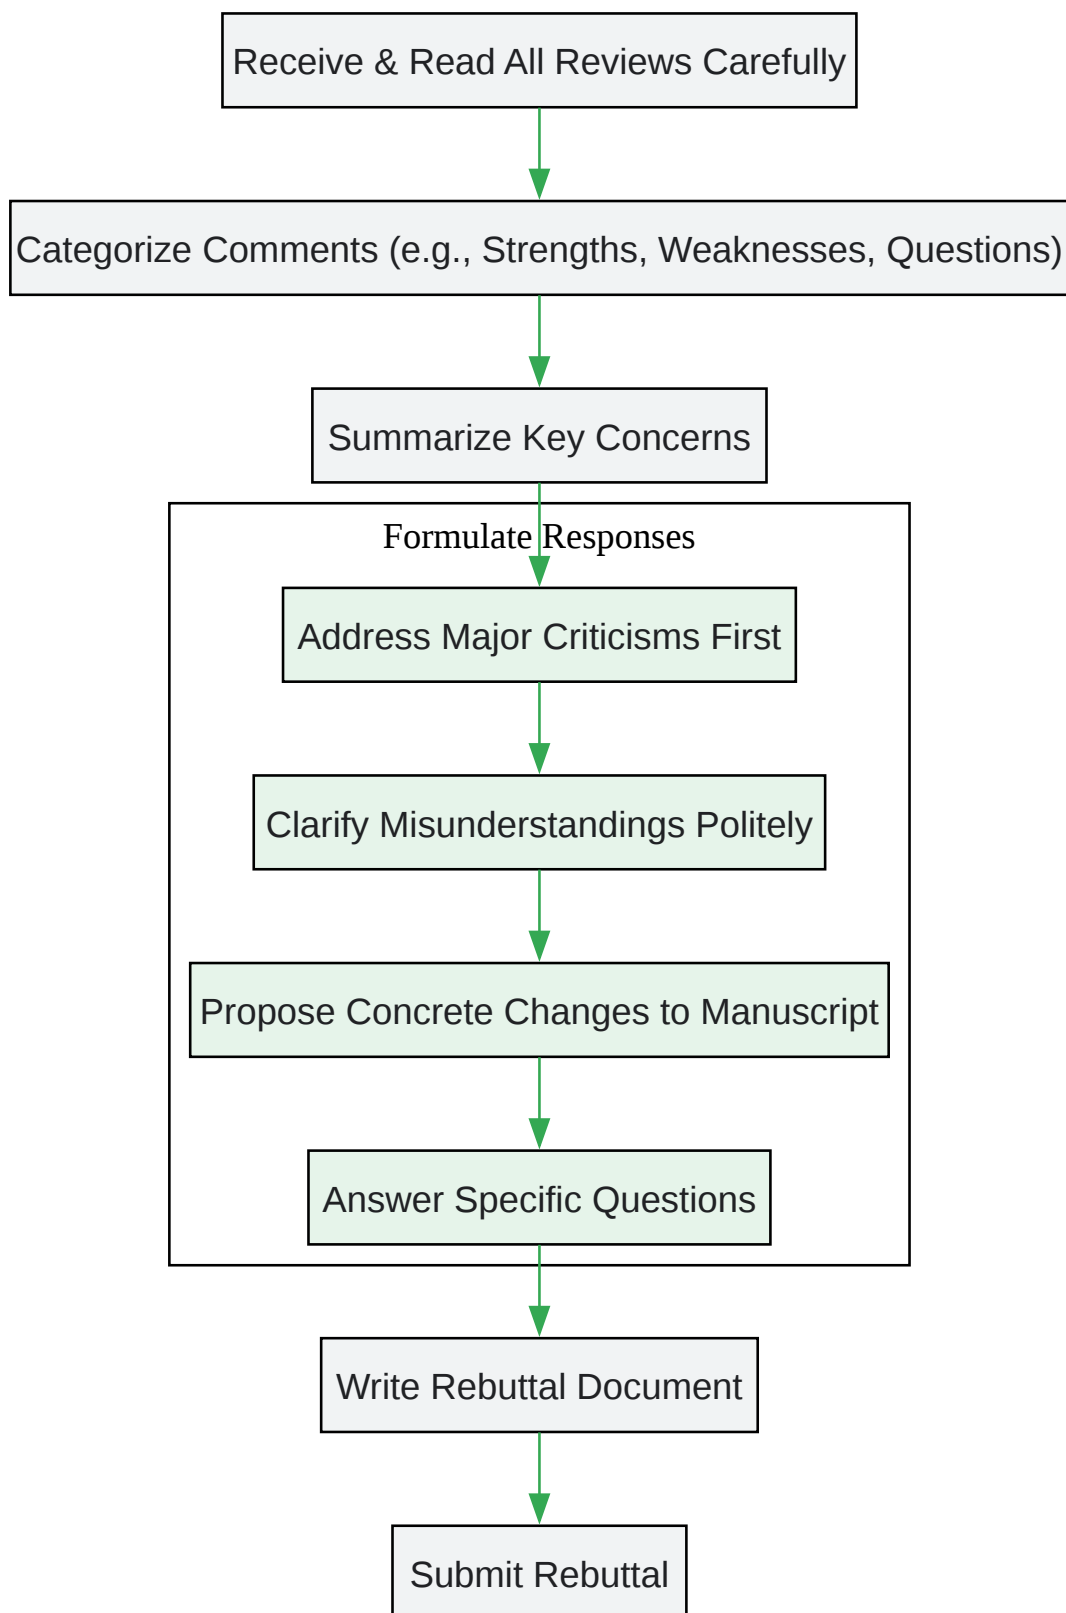 Receive & Read All Reviews Carefully
Categorize Comments (e.g., Strengths, Weaknesses, Questions)
Summarize Key Concerns
Formulate Responses
Address Major Criticisms First
Clarify Misunderstandings Politely
Propose Concrete Changes to Manuscript
Answer Specific Questions
Write Rebuttal Document
Submit Rebuttal